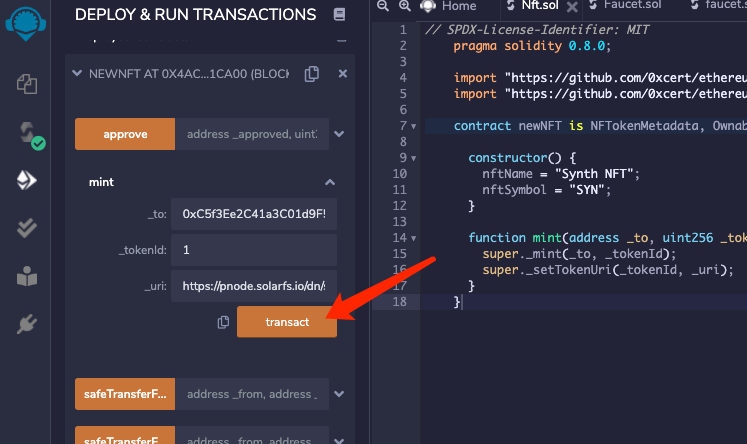 DEPLOY & RUN TRANSACTIONS
NEWNFT AT 0X4AC...1CA00 (BLOCK
approve
address _approved, uint2
mint
_to:
0xC5f3Ee2C41a3C01d9F!
_tokenId:
1
_uri:
https://pnode.solarfs.io/dn/
transact
safeTransferF...
address _from, address _
safeTransferF...
address _from, address _
Home
Nft.sol
Faucet.sol
faucet.s
1 // SPDX-License-Identifier: MIT
2 pragma solidity 0.8.0;
3
4 import "https://github.com/0xcert/ethereu
5 import "https://github.com/0xcert/ethereu
6
7 contract newNFT is NFTokenMetadata, Ownab
8
9 constructor() {
10 nftName = "Synth NFT";
11 nftSymbol = "SYN";
12 }
13
14 function mint(address _to, uint256 _tok
15 super._mint(_to, _tokenId);
16 super._setTokenUri(_tokenId, _uri);
17 }
18 }